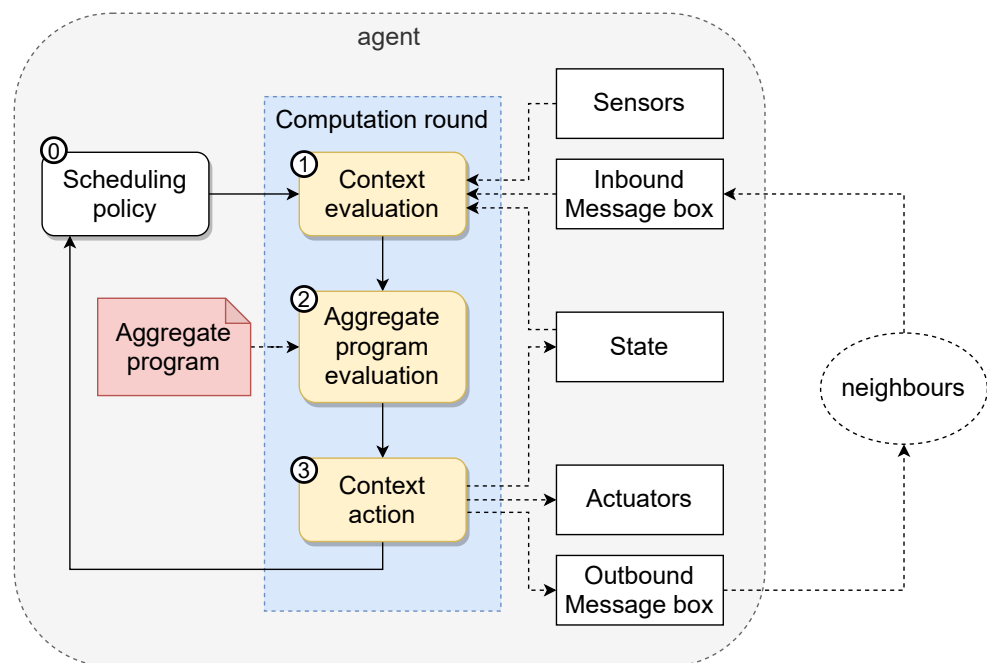 agent
Computation round
Sensors
0
Scheduling
policy
1
Context
evaluation
Inbound
Message box
2
Aggregate
program
evaluation
Aggregate
program
State
neighbours
3
Context
action
Actuators
Outbound
Message box